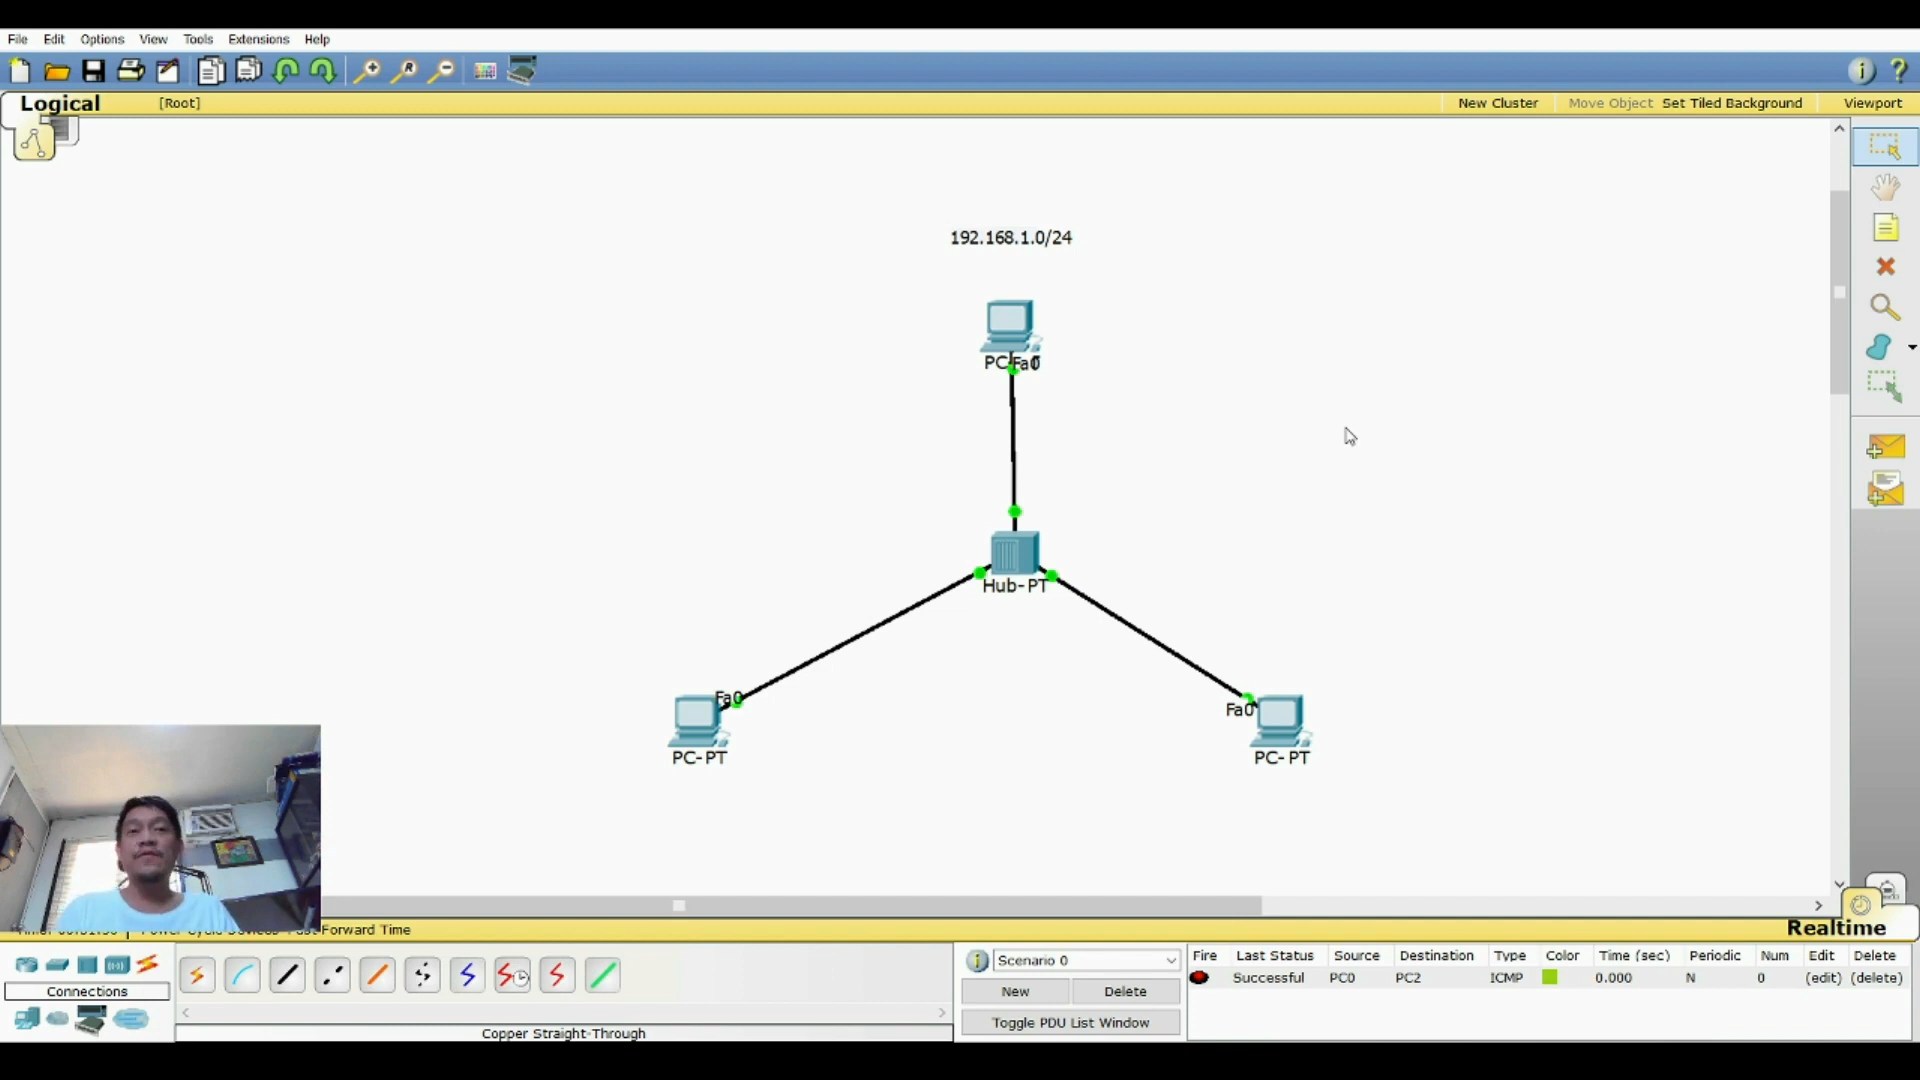 File Edit Options View Tools Extensions Help
Logical [Root] New Cluster Move Object Set Tiled Background Viewport
192.168.1.0/24
Fa0
Hub-PT
Fa0
Fa0
PC-PT
PC-PT
Forward Time
Realtime
Fire Last Status Source Destination Type Color Time (sec) Periodic Num Edit Delete
Scenario 0
Successful PC0 PC2 ICMP 0.000 N 0 (edit) (delete)
Connections
New Delete
Toggle PDU List Window
Copper Straight-Through